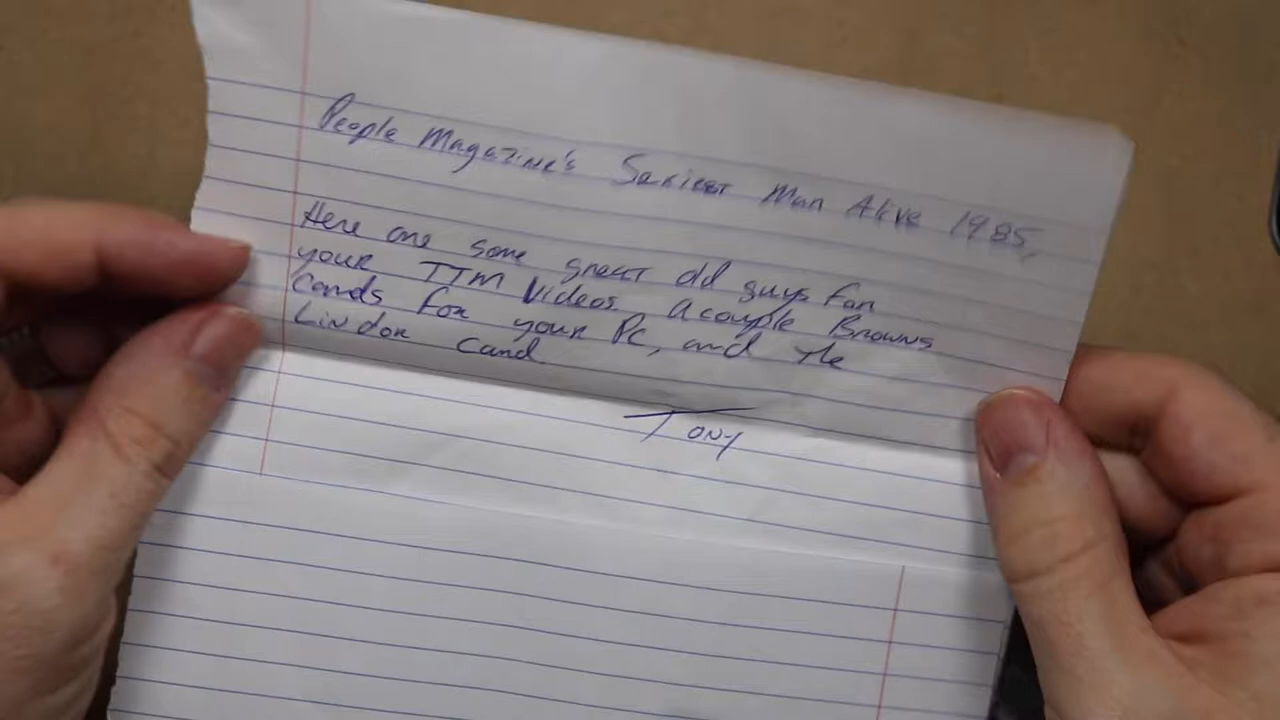 People Magazine's Sexiest Man Alive 1985,
Here are some great old guys for
your TTM Videos. A couple Browns
Cards for your PC, and the
Lindor Card
Tony